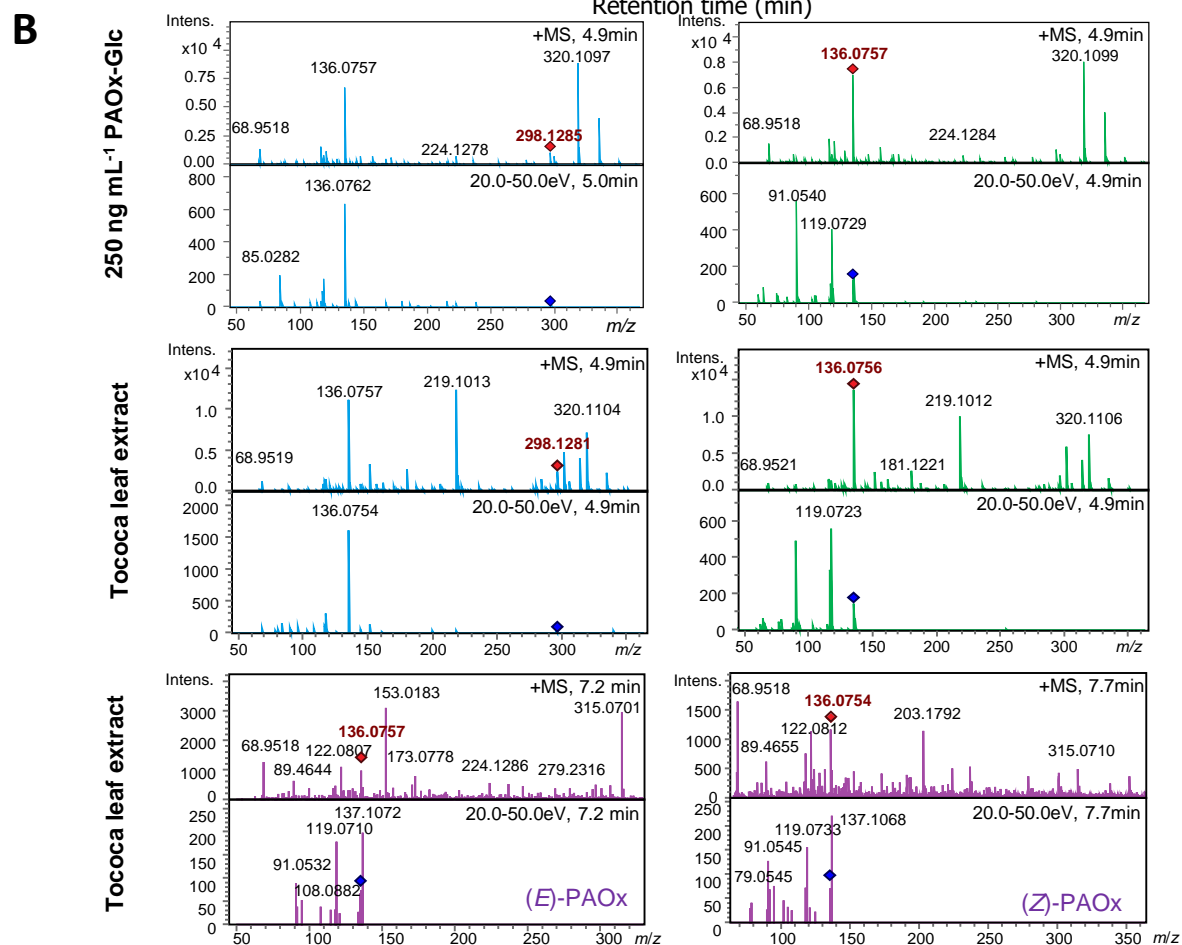 Retention time (min)
B
250 ng mL-1 PAOx-Glc
Intens.
x10 4
0.75
0.50
0.25
0.00
+MS, 4.9min
320.1097
136.0757
68.9518
224.1278
298.1285
800
600
400
200
0
20.0-50.0eV, 5.0min
136.0762
85.0282
50 100 150 200 250 300 m/z
Intens.
x10 4
0.8
0.6
0.4
0.2
0.0
+MS, 4.9min
320.1099
136.0757
68.9518
224.1284
600
400
200
0
20.0-50.0eV, 4.9min
91.0540
119.0729
50 100 150 200 250 300 m/z
Tococa leaf extract
Intens.
x10 4
1.0
0.5
0.0
+MS, 4.9min
136.0757
219.1013
320.1104
298.1281
68.9519
2000
1500
1000
500
0
20.0-50.0eV, 4.9min
136.0754
50 100 150 200 250 300 m/z
Intens.
x10 4
1.0
0.5
0.0
+MS, 4.9min
136.0756
219.1012
320.1106
68.9521
181.1221
600
400
200
0
20.0-50.0eV, 4.9min
119.0723
50 100 150 200 250 300 m/z
Tococa leaf extract
Intens.
3000
2000
1000
0
+MS, 7.2 min
153.0183
315.0701
136.0757
68.9518
122.0807
89.4644
173.0778
224.1286
279.2316
250
200
150
100
50
0
20.0-50.0eV, 7.2 min
137.1072
119.0710
91.0532
108.0882
(E)-PAOx
50 100 150 200 250 300 m/z
Intens.
1500
1000
500
0
+MS, 7.7min
68.9518
136.0754
122.0812
203.1792
89.4655
315.0710
250
200
150
100
50
0
20.0-50.0eV, 7.7min
137.1068
119.0733
91.0545
79.0545
(Z)-PAOx
100 150 200 250 300 350 m/z